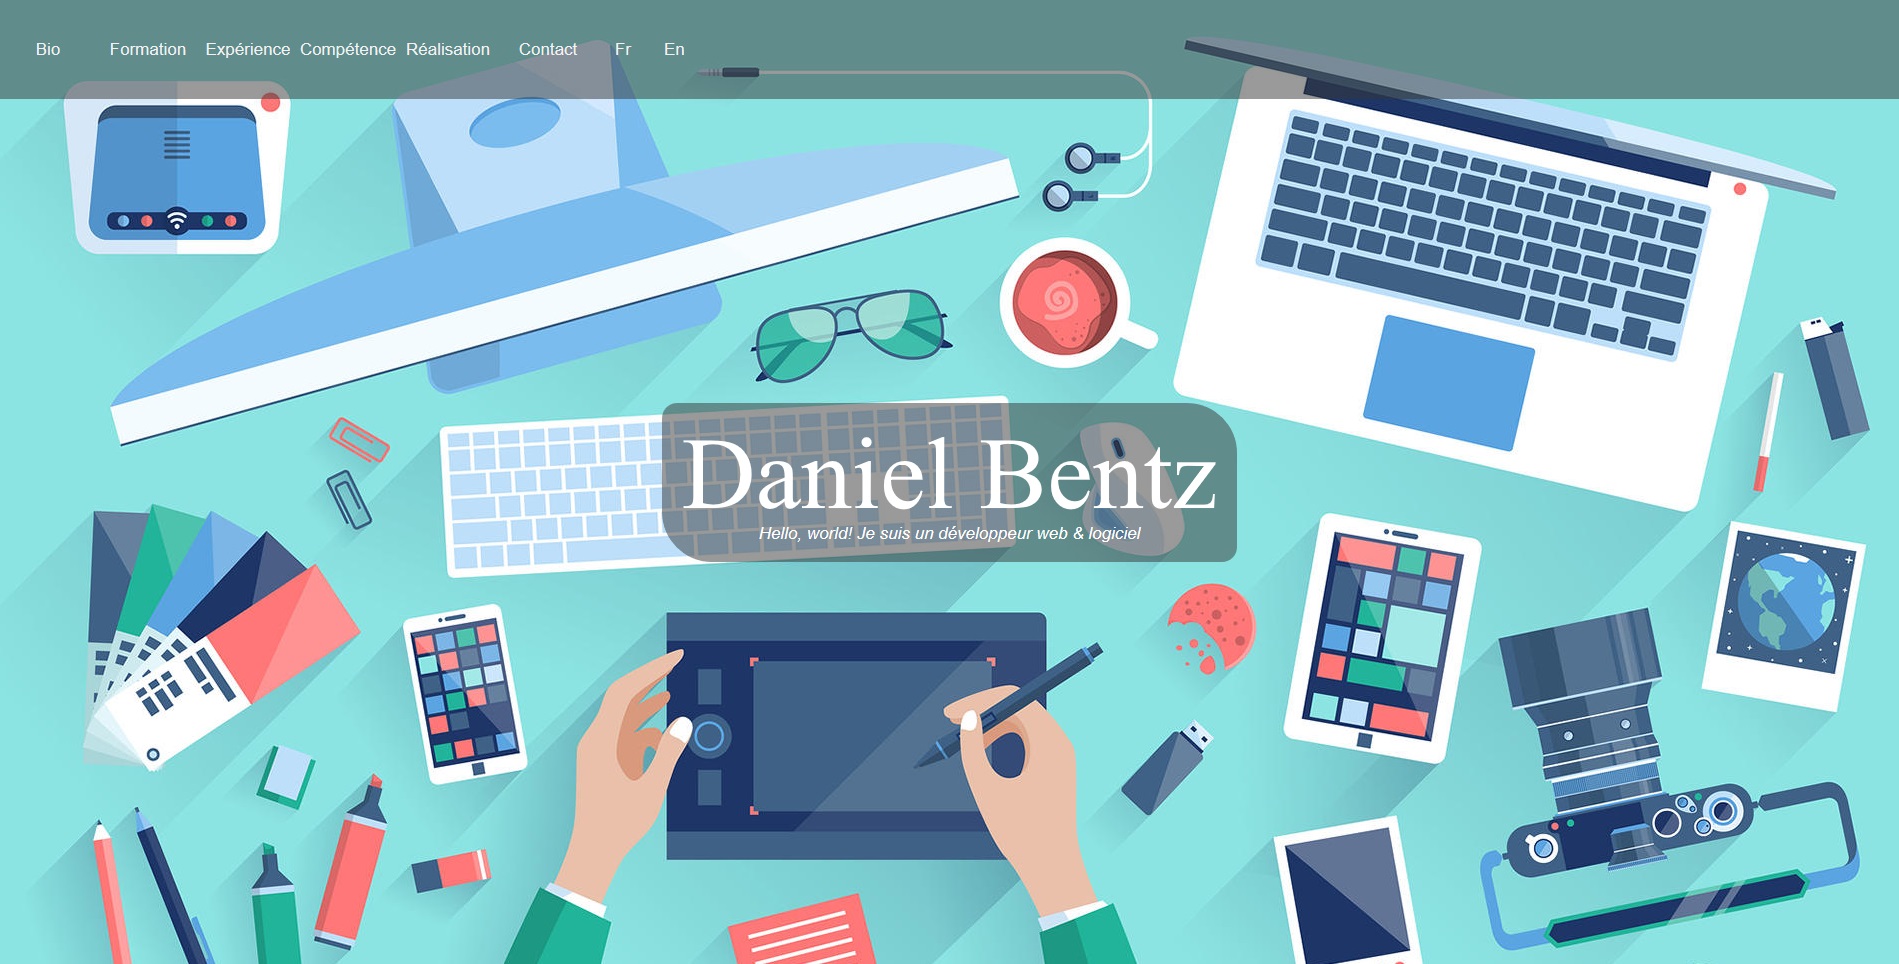 Bio Formation Expérience Compétence Réalisation Contact Fr En
Daniel Bentz
Hello, world! Je suis un développeur web & logiciel